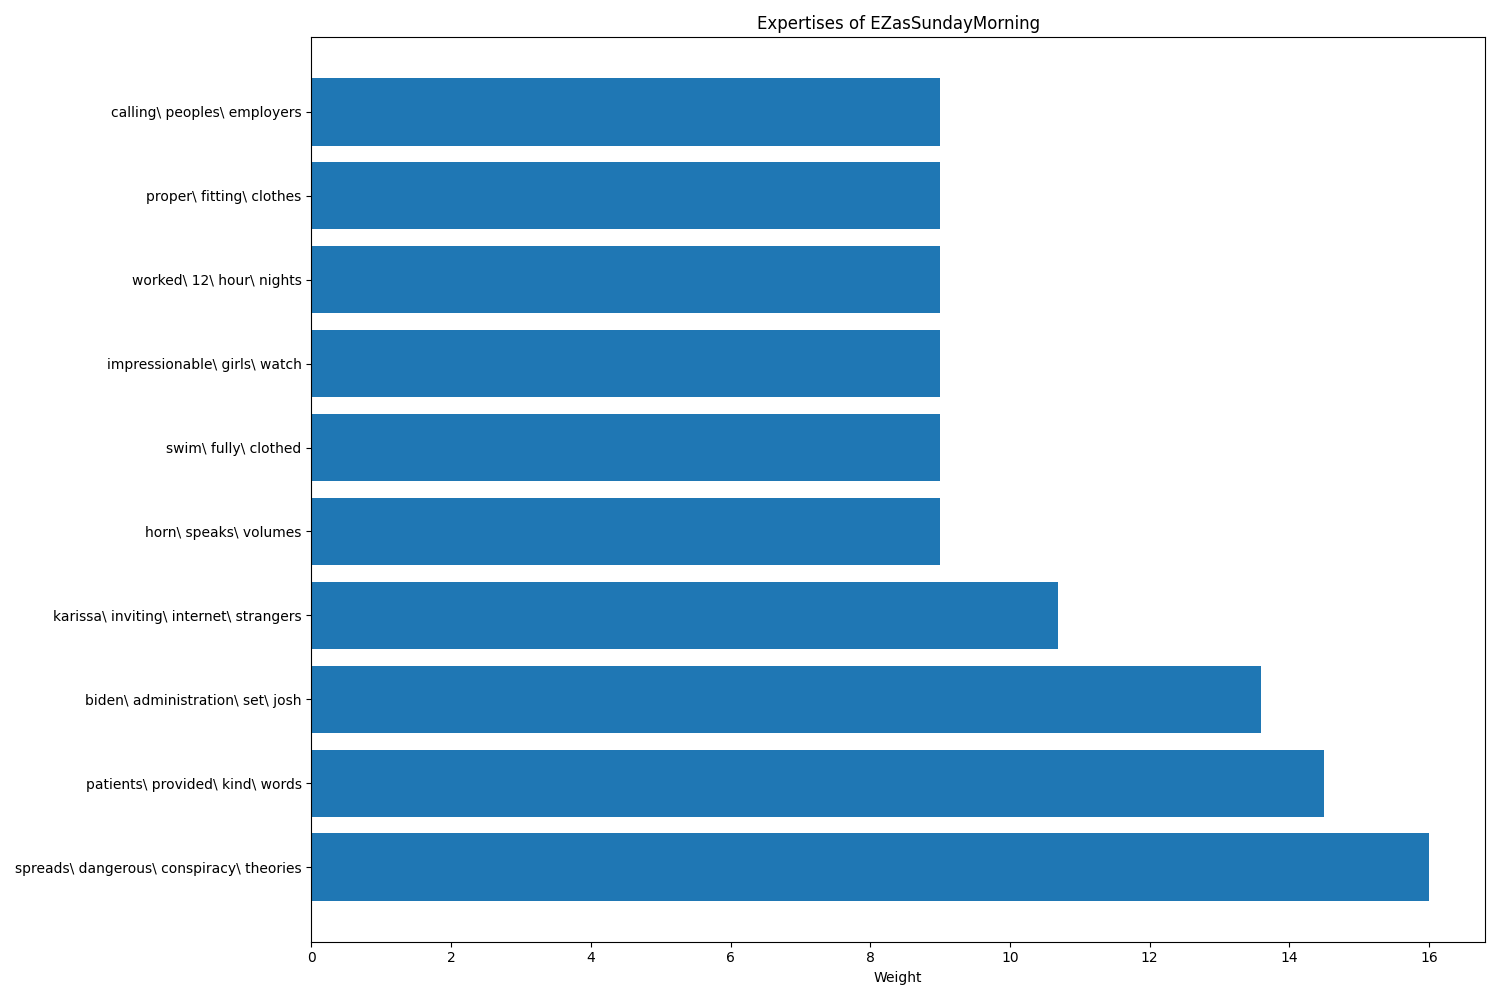 Expertises of EZasSundayMorning
calling\ peoples\ employers
proper\ fitting\ clothes
worked\ 12\ hour\ nights
impressionable\ girls\ watch
swim\ fully\ clothed
horn\ speaks\ volumes
karissa\ inviting\ internet\ strangers
biden\ administration\ set\ josh
patients\ provided\ kind\ words
spreads\ dangerous\ conspiracy\ theories
0 2 4 6 8 10 12 14 16
Weight